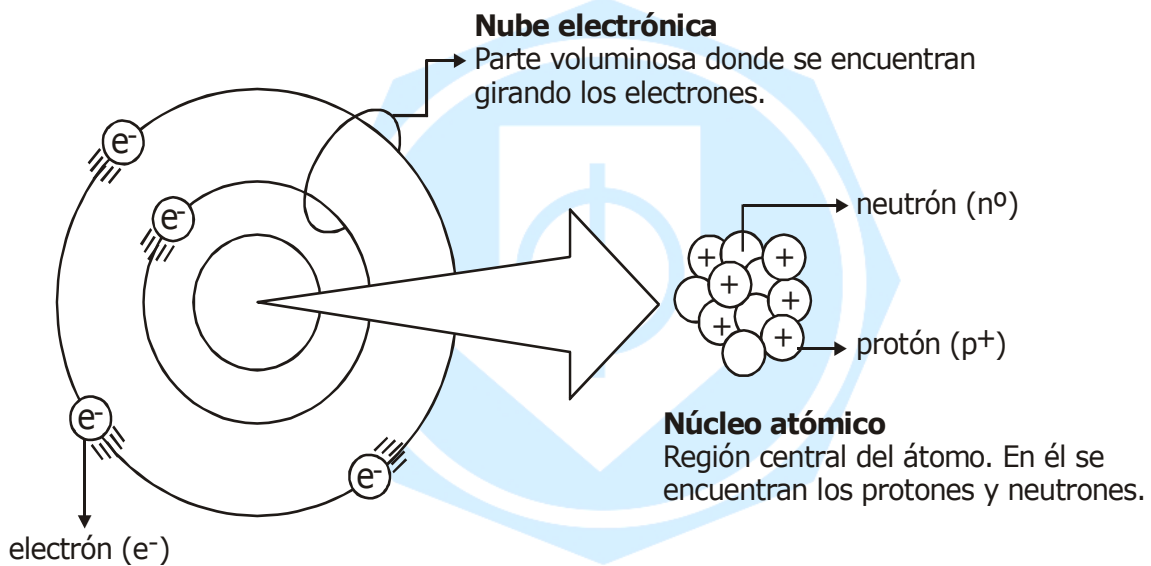 Nube electrónica
Parte voluminosa donde se encuentran
girando los electrones.
e-
e-
neutrón (nº)
+ +
+ +
+ +
protón (p+)
e-
e-
Núcleo atómico
Región central del átomo. En él se
encuentran los protones y neutrones.
electrón (e-)